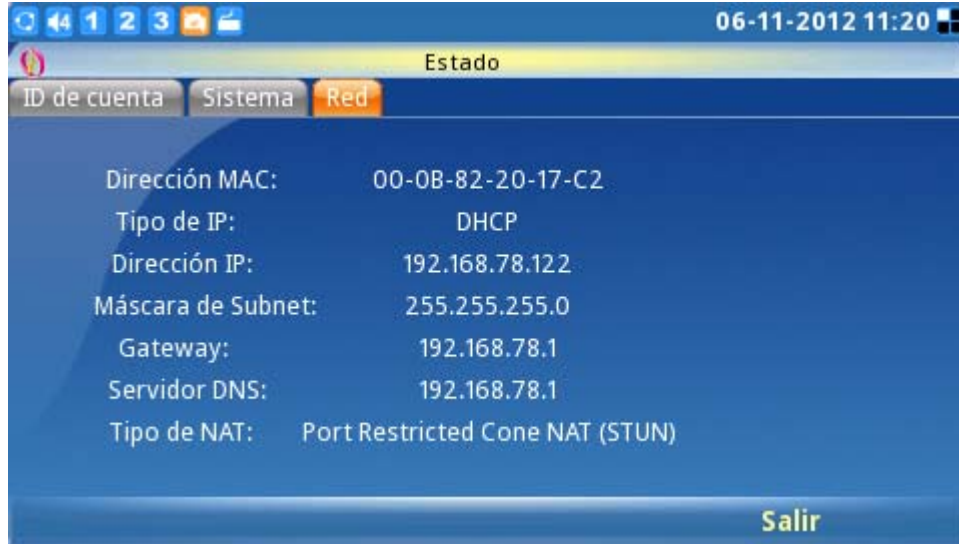 1 2 3 06-11-2012 11:20
Estado
ID de cuenta Sistema Red
Dirección MAC: 00-0B-82-20-17-C2
Tipo de IP: DHCP
Dirección IP: 192.168.78.122
Máscara de Subnet: 255.255.255.0
Gateway: 192.168.78.1
Servidor DNS: 192.168.78.1
Tipo de NAT: Port Restricted Cone NAT (STUN)
Salir